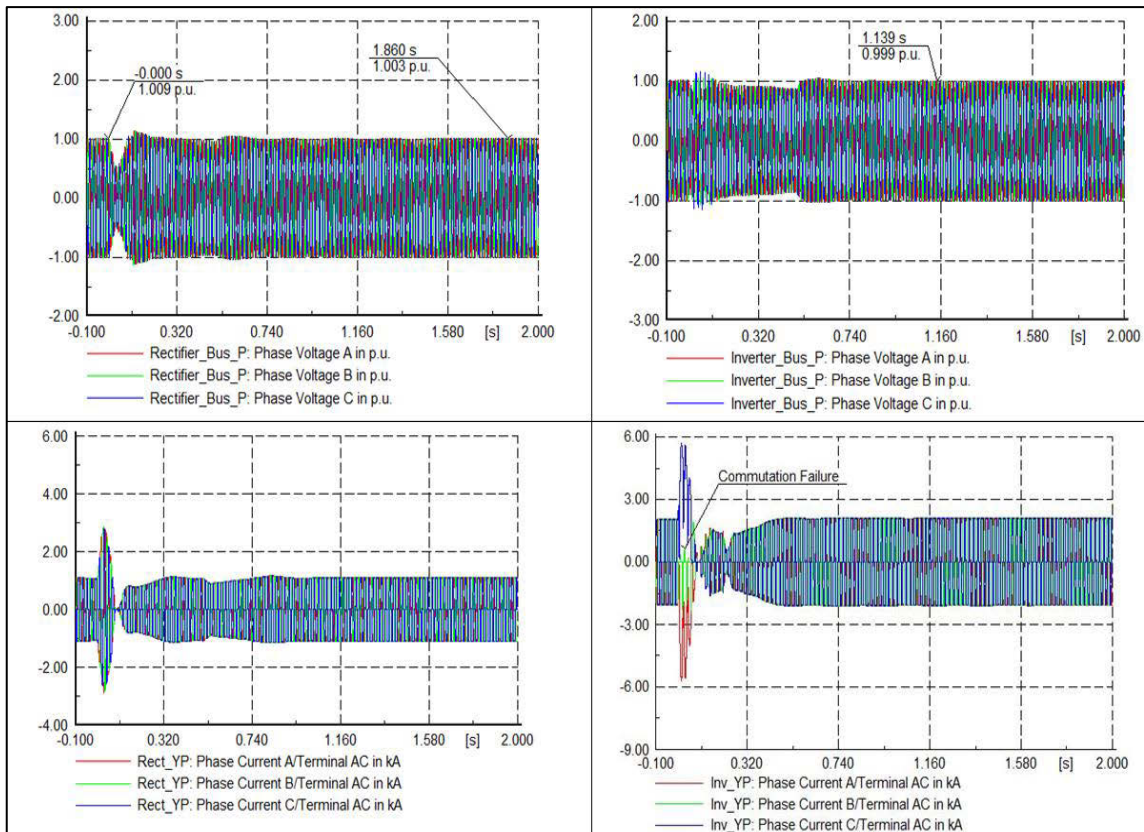 3.00
2.00
1.00
0.00
-1.00
-2.00
-0.100
0.320
0.740
1.160
1.580
[s]
2.000
-0.000 s
1.009 p.u.
1.860 s
1.003 p.u.
Rectifier_Bus_P: Phase Voltage A in p.u.
Rectifier_Bus_P: Phase Voltage B in p.u.
Rectifier_Bus_P: Phase Voltage C in p.u.
2.00
1.00
0.00
-1.00
-2.00
-3.00
-0.100
0.320
0.740
1.160
1.580
[s]
2.000
1.139 s
0.999 p.u.
Inverter_Bus_P: Phase Voltage A in p.u.
Inverter_Bus_P: Phase Voltage B in p.u.
Inverter_Bus_P: Phase Voltage C in p.u.
6.00
4.00
2.00
0.00
-2.00
-4.00
-0.100
0.320
0.740
1.160
1.580
[s]
2.000
Rect_YP: Phase Current A/Terminal AC in kA
Rect_YP: Phase Current B/Terminal AC in kA
Rect_YP: Phase Current C/Terminal AC in kA
6.00
3.00
0.00
-3.00
-6.00
-9.00
-0.100
0.320
0.740
1.160
1.580
[s]
2.000
Commutation Failure
Inv_YP: Phase Current A/Terminal AC in kA
Inv_YP: Phase Current B/Terminal AC in kA
Inv_YP: Phase Current C/Terminal AC in kA